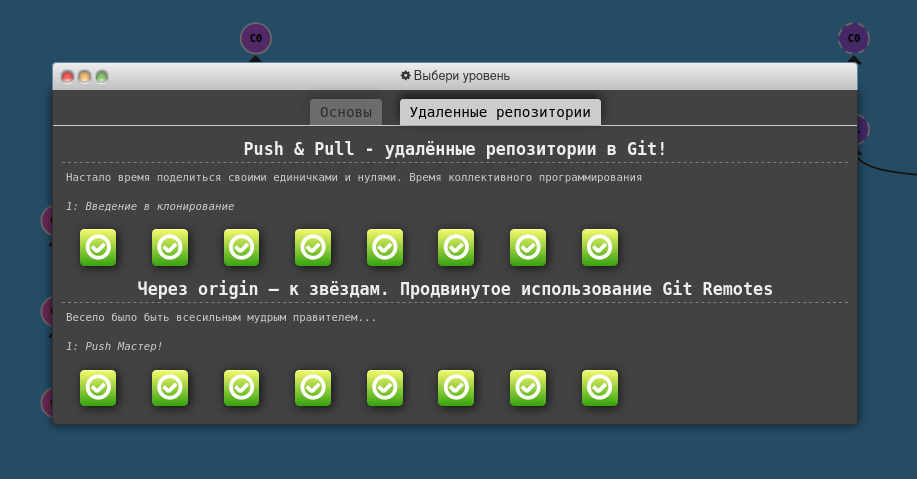 C0
C0
Выбери уровень
Основы
Удаленные репозитории
Push & Pull - удалённые репозитории в Git!
Настало время поделиться своими единичками и нулями. Время коллективного программирования
1: Введение в клонирование
Через origin – к звёздам. Продвинутое использование Git Remotes
Весело было быть всесильным мудрым правителем...
1: Push Мастер!